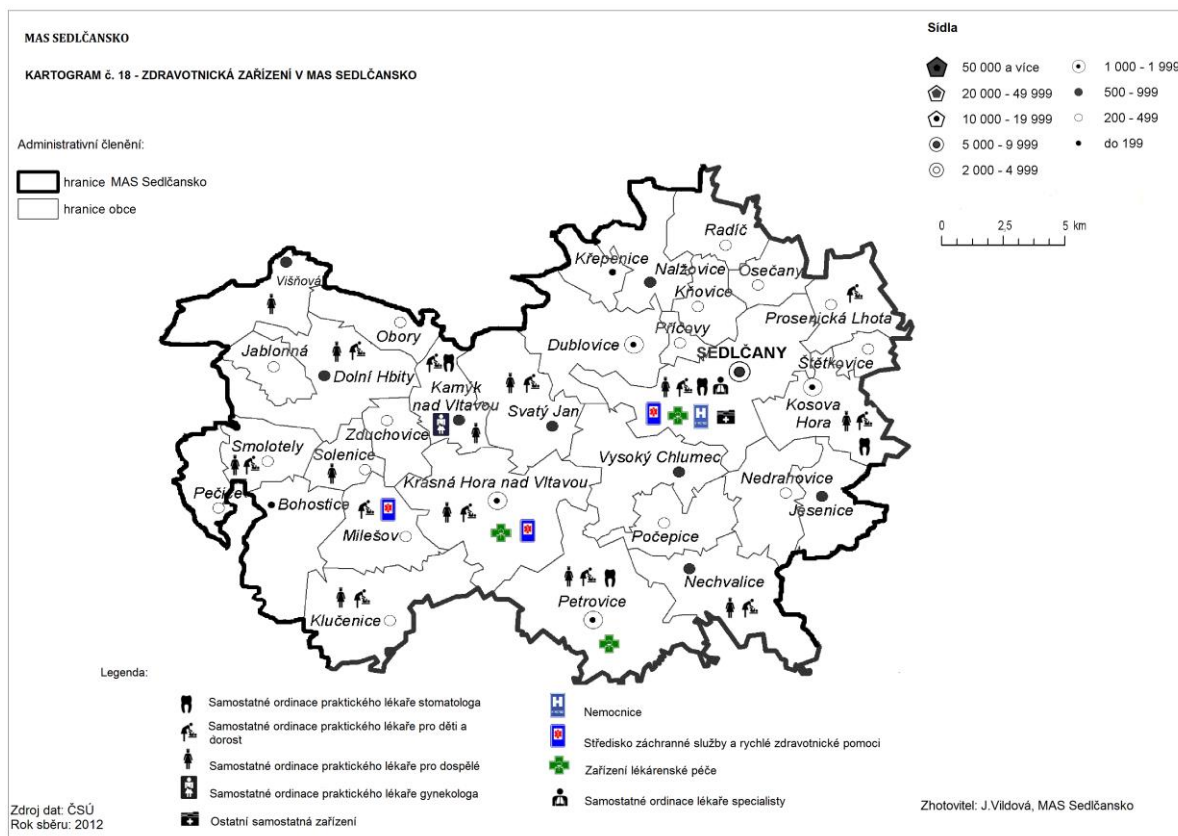 MAS SEDLČANSKO
KARTOGRAM č. 18 - ZDRAVOTNICKÁ ZAŘÍZENÍ V MAS SEDLČANSKO
Administrativní členění:
hranice MAS Sedlčansko
hranice obce
Sídla
50 000 a více
20 000 - 49 999
10 000 - 19 999
5 000 - 9 999
2 000 - 4 999
1 000 - 1 999
500 - 999
200 - 499
do 199
0 2,5 5 km
Radíč
Křepenice
Nalžovice
Osečany
Kňovice
Višňová
Prosenická Lhota
Obory
Příčovy
Dublovice
Jablonná
SEDLČANY
Štětkovice
Dolní Hbity
Kamýk
nad Vltavou
Svatý Jan
Kosova
Hora
Zduchovice
Smolotely
Solenice
Vysoký Chlumec
Krásná Hora nad Vltavou
Nedrahovice
Pečice
Bohostice
Jesenice
Milešov
Počepice
Nechvalice
Petrovice
Klučenice
Legenda:
Samostatné ordinace praktického lékaře stomatologa
Samostatné ordinace praktického lékaře pro děti a
dorost
Samostatné ordinace praktického lékaře pro dospělé
Samostatné ordinace praktického lékaře gynekologa
Ostatní samostatná zařízení
H
Nemocnice
Středisko záchranné služby a rychlé zdravotnické pomoci
Zařízení lékárenské péče
Samostatné ordinace lékaře specialisty
Zdroj dat: ČSÚ
Rok sběru: 2012
Zhotovitel: J.Vildová, MAS Sedlčansko